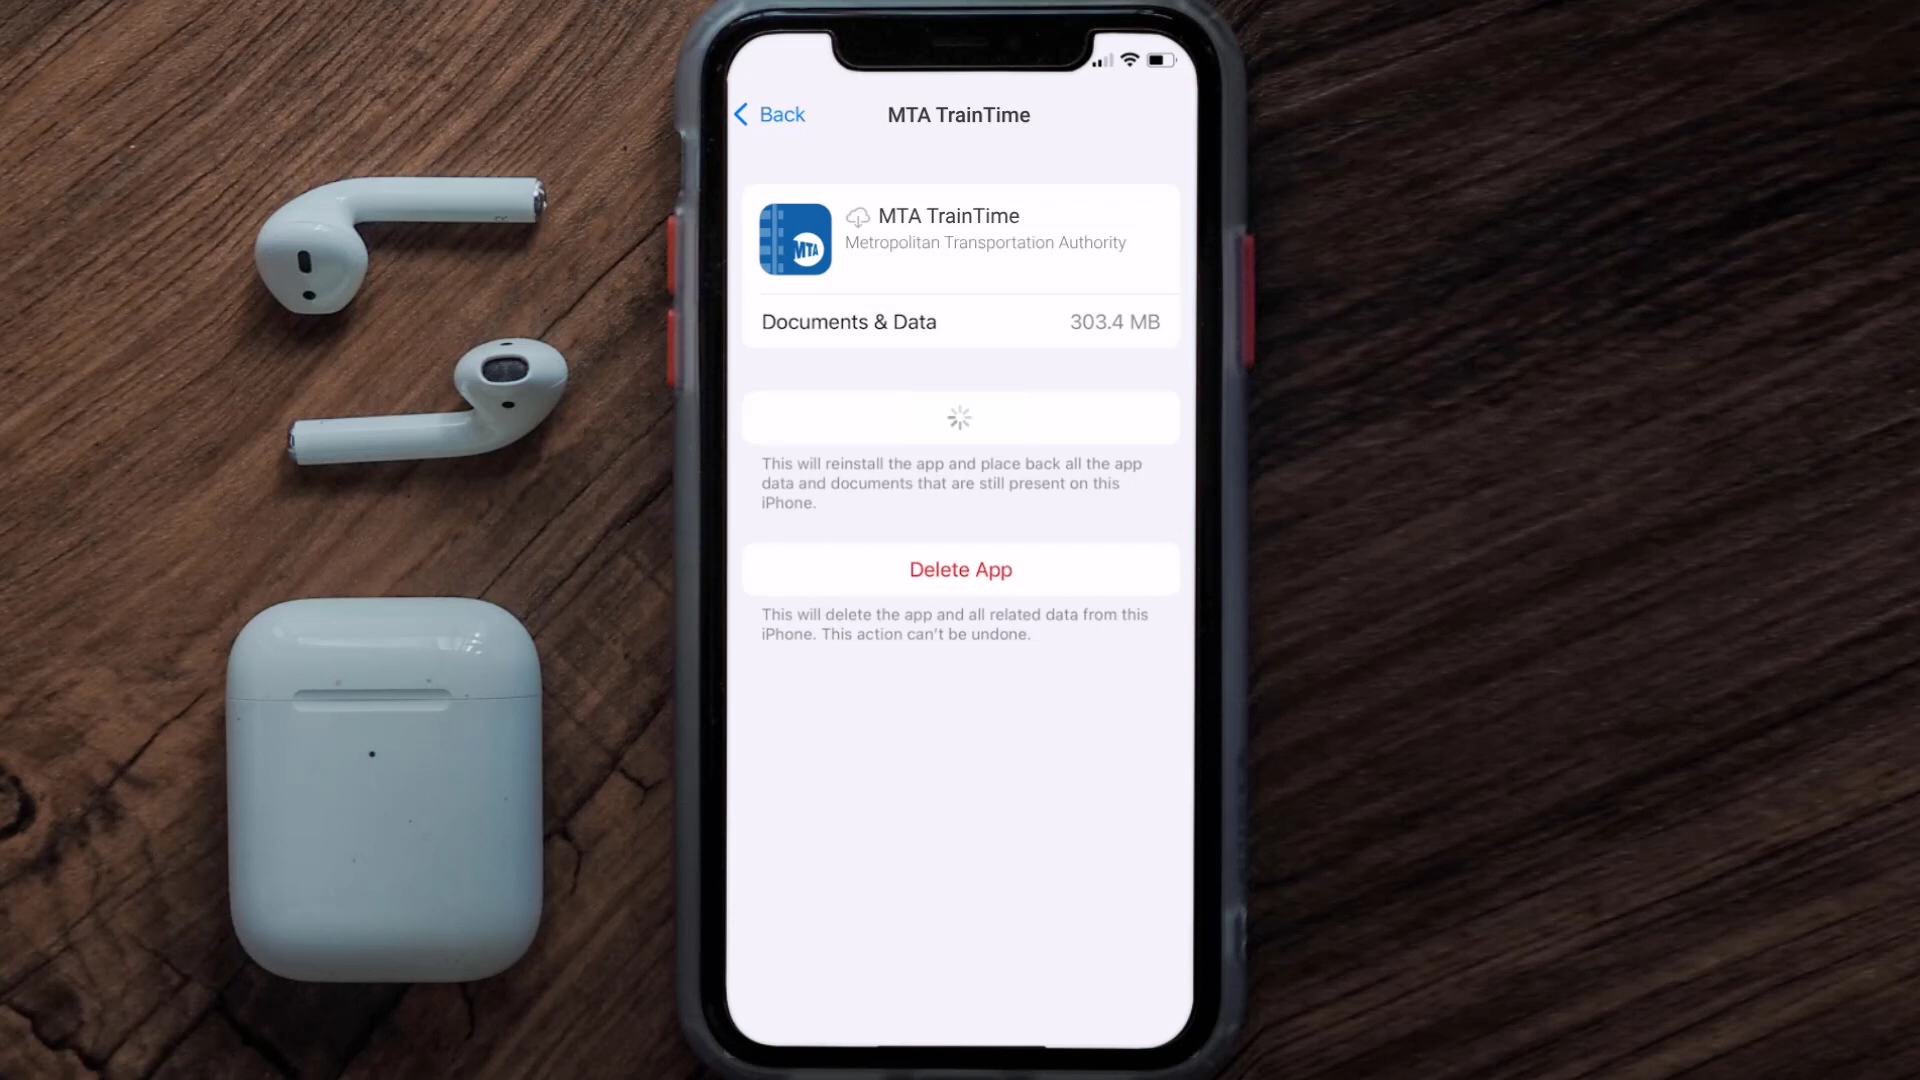 Back
MTA TrainTime
MTA TrainTime
MTA
Metropolitan Transportation Authority
Documents & Data 303.4 MB
This will reinstall the app and place back all the app
data and documents that are still present on this
iPhone.
Delete App
This will delete the app and all related data from this
iPhone. This action can't be undone.